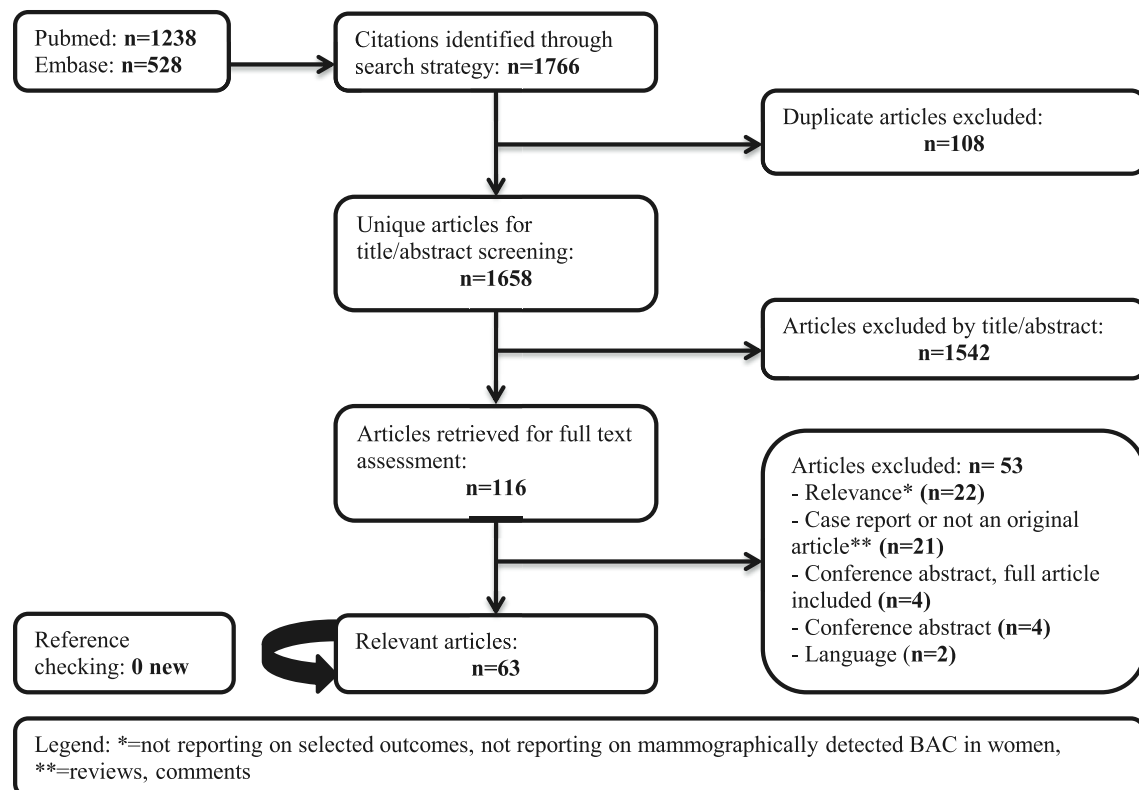 Pubmed: n=1238
Embase: n=528
Citations identified through
search strategy: n=1766
Duplicate articles excluded:
n=108
Unique articles for
title/abstract screening:
n=1658
Articles excluded by title/abstract:
n=1542
Articles retrieved for full text
assessment:
n=116
Articles excluded: n= 53
- Relevance* (n=22)
- Case report or not an original
article** (n=21)
- Conference abstract, full article
included (n=4)
- Conference abstract (n=4)
- Language (n=2)
Reference
checking: 0 new
Relevant articles:
n=63
Legend: *=not reporting on selected outcomes, not reporting on mammographically detected BAC in women,
**=reviews, comments